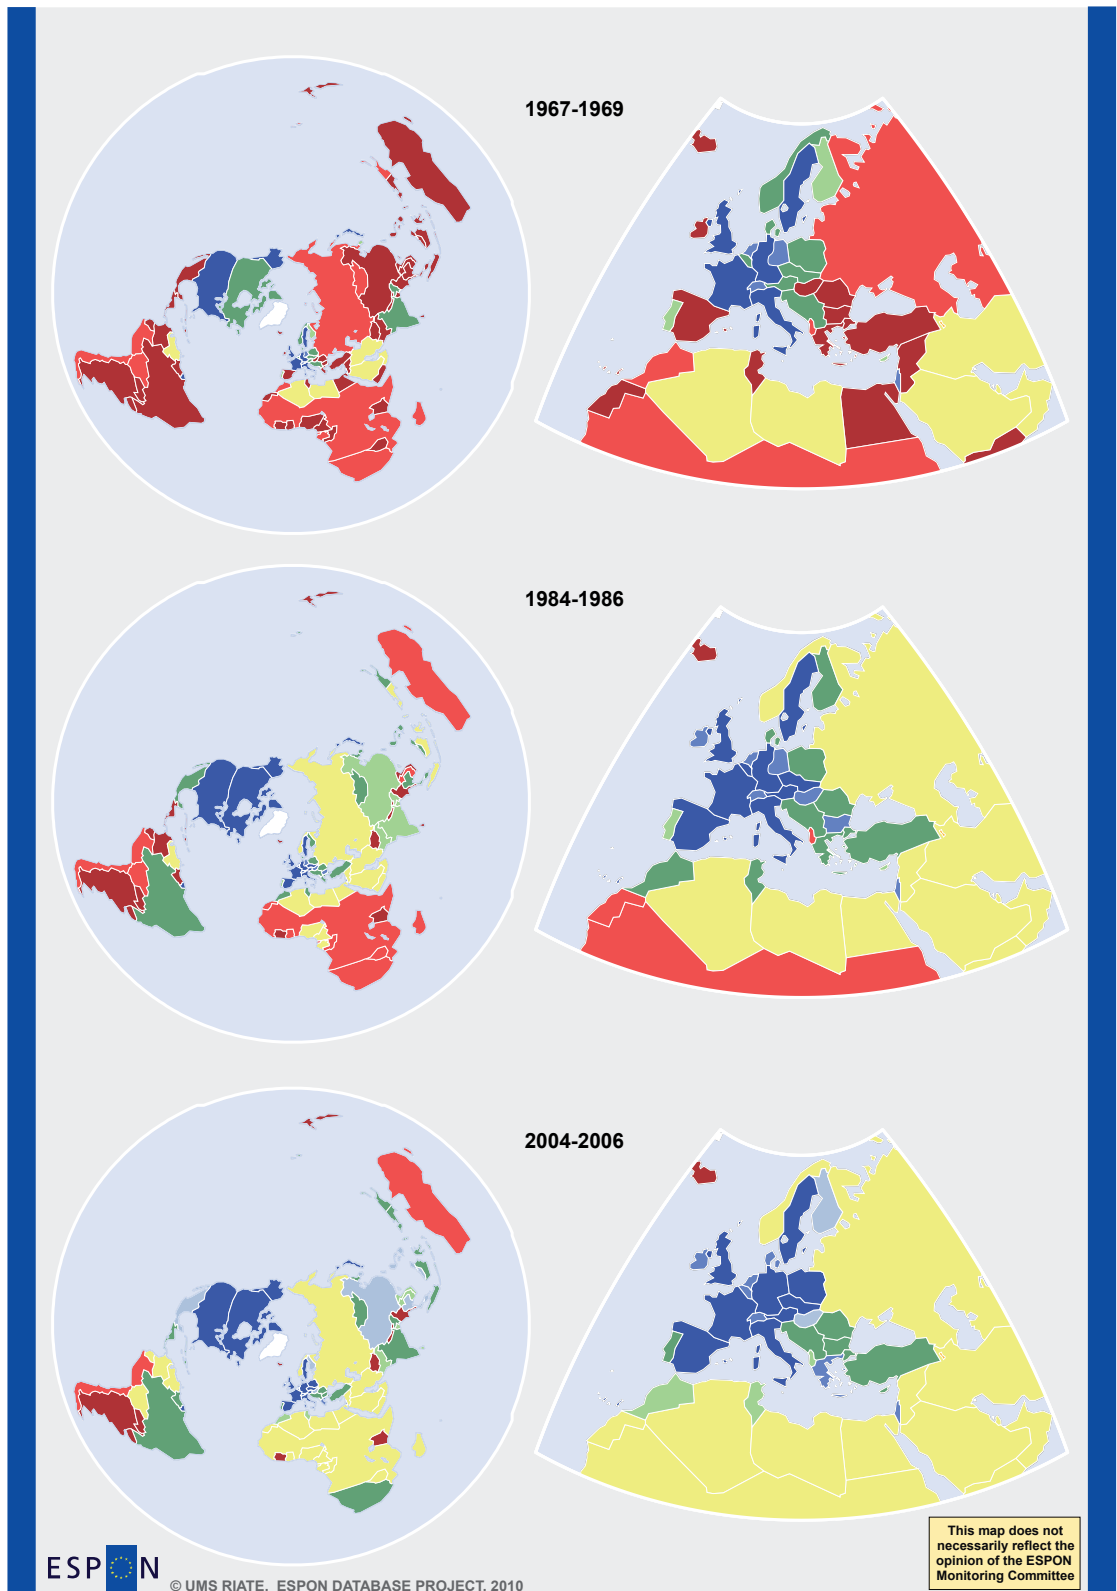 1967-1969
1984-1986
2004-2006
This map does not
necessarily reflect the
opinion of the ESPON
Monitoring Committee
ESPON
© UMS RIATE, ESPON DATABASE PROJECT, 2010